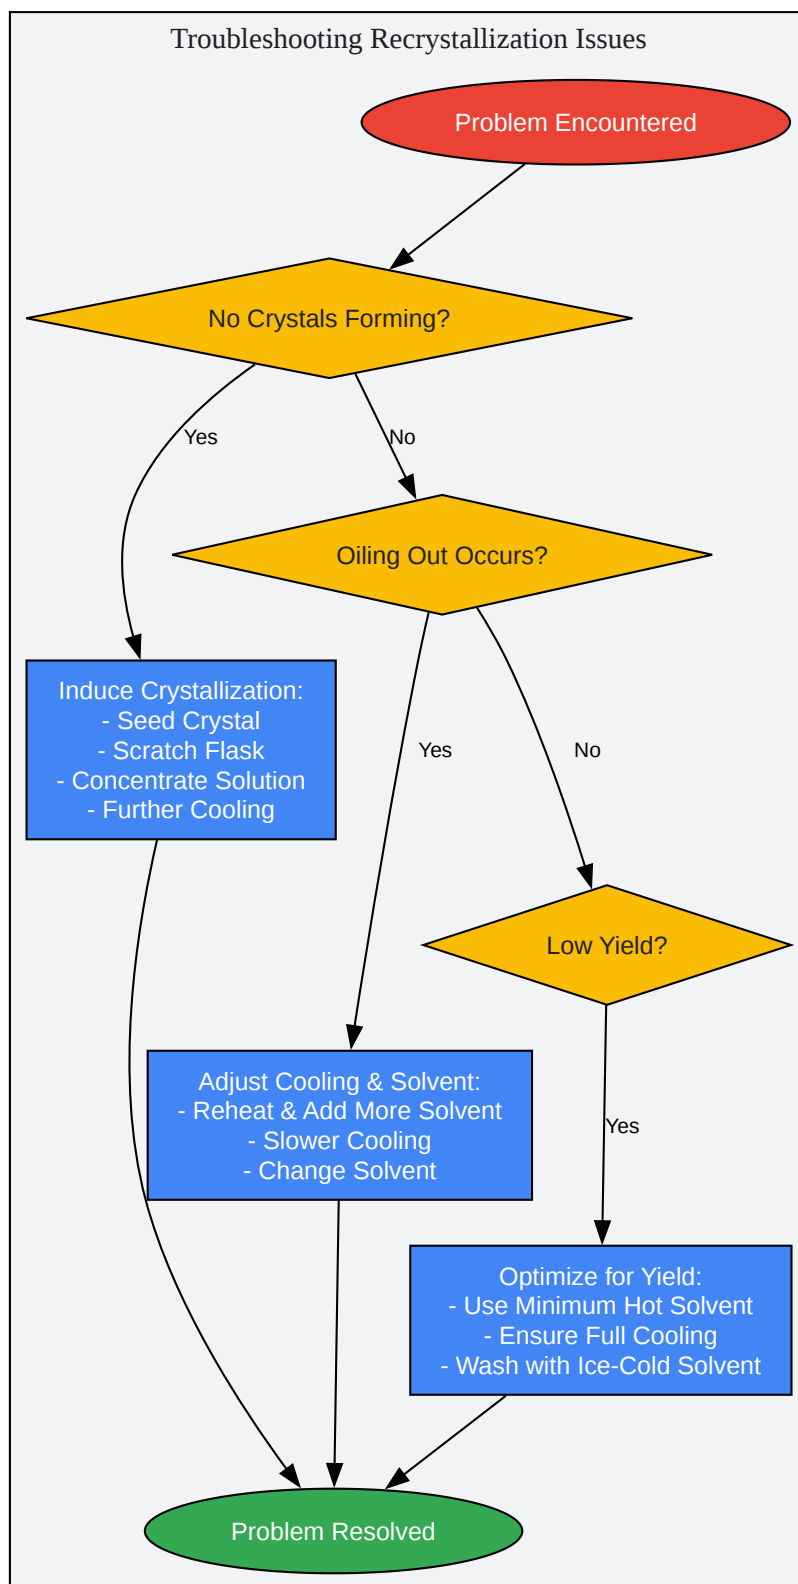 Troubleshooting Recrystallization Issues
Problem Encountered
No Crystals Forming?
Yes
No
Oiling Out Occurs?
Induce Crystallization:
- Seed Crystal
- Scratch Flask
- Concentrate Solution
- Further Cooling
Yes
No
Low Yield?
Adjust Cooling & Solvent:
- Reheat & Add More Solvent
- Slower Cooling
- Change Solvent
Yes
Optimize for Yield:
- Use Minimum Hot Solvent
- Ensure Full Cooling
- Wash with Ice-Cold Solvent
Problem Resolved